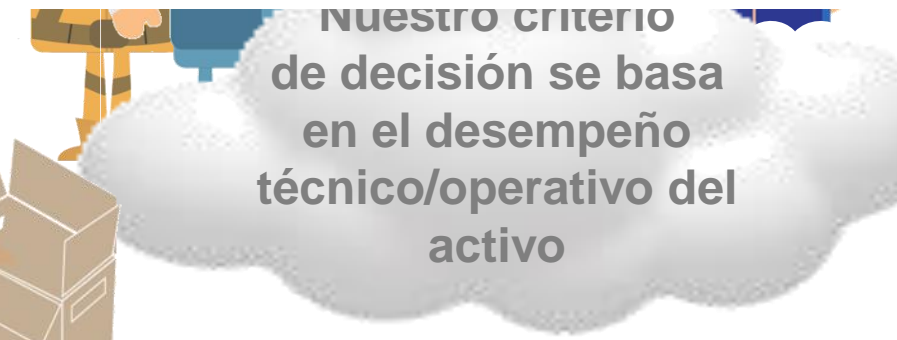 Nuestro criterio
de decisión se basa
en el desempeño
técnico/operativo del
activo